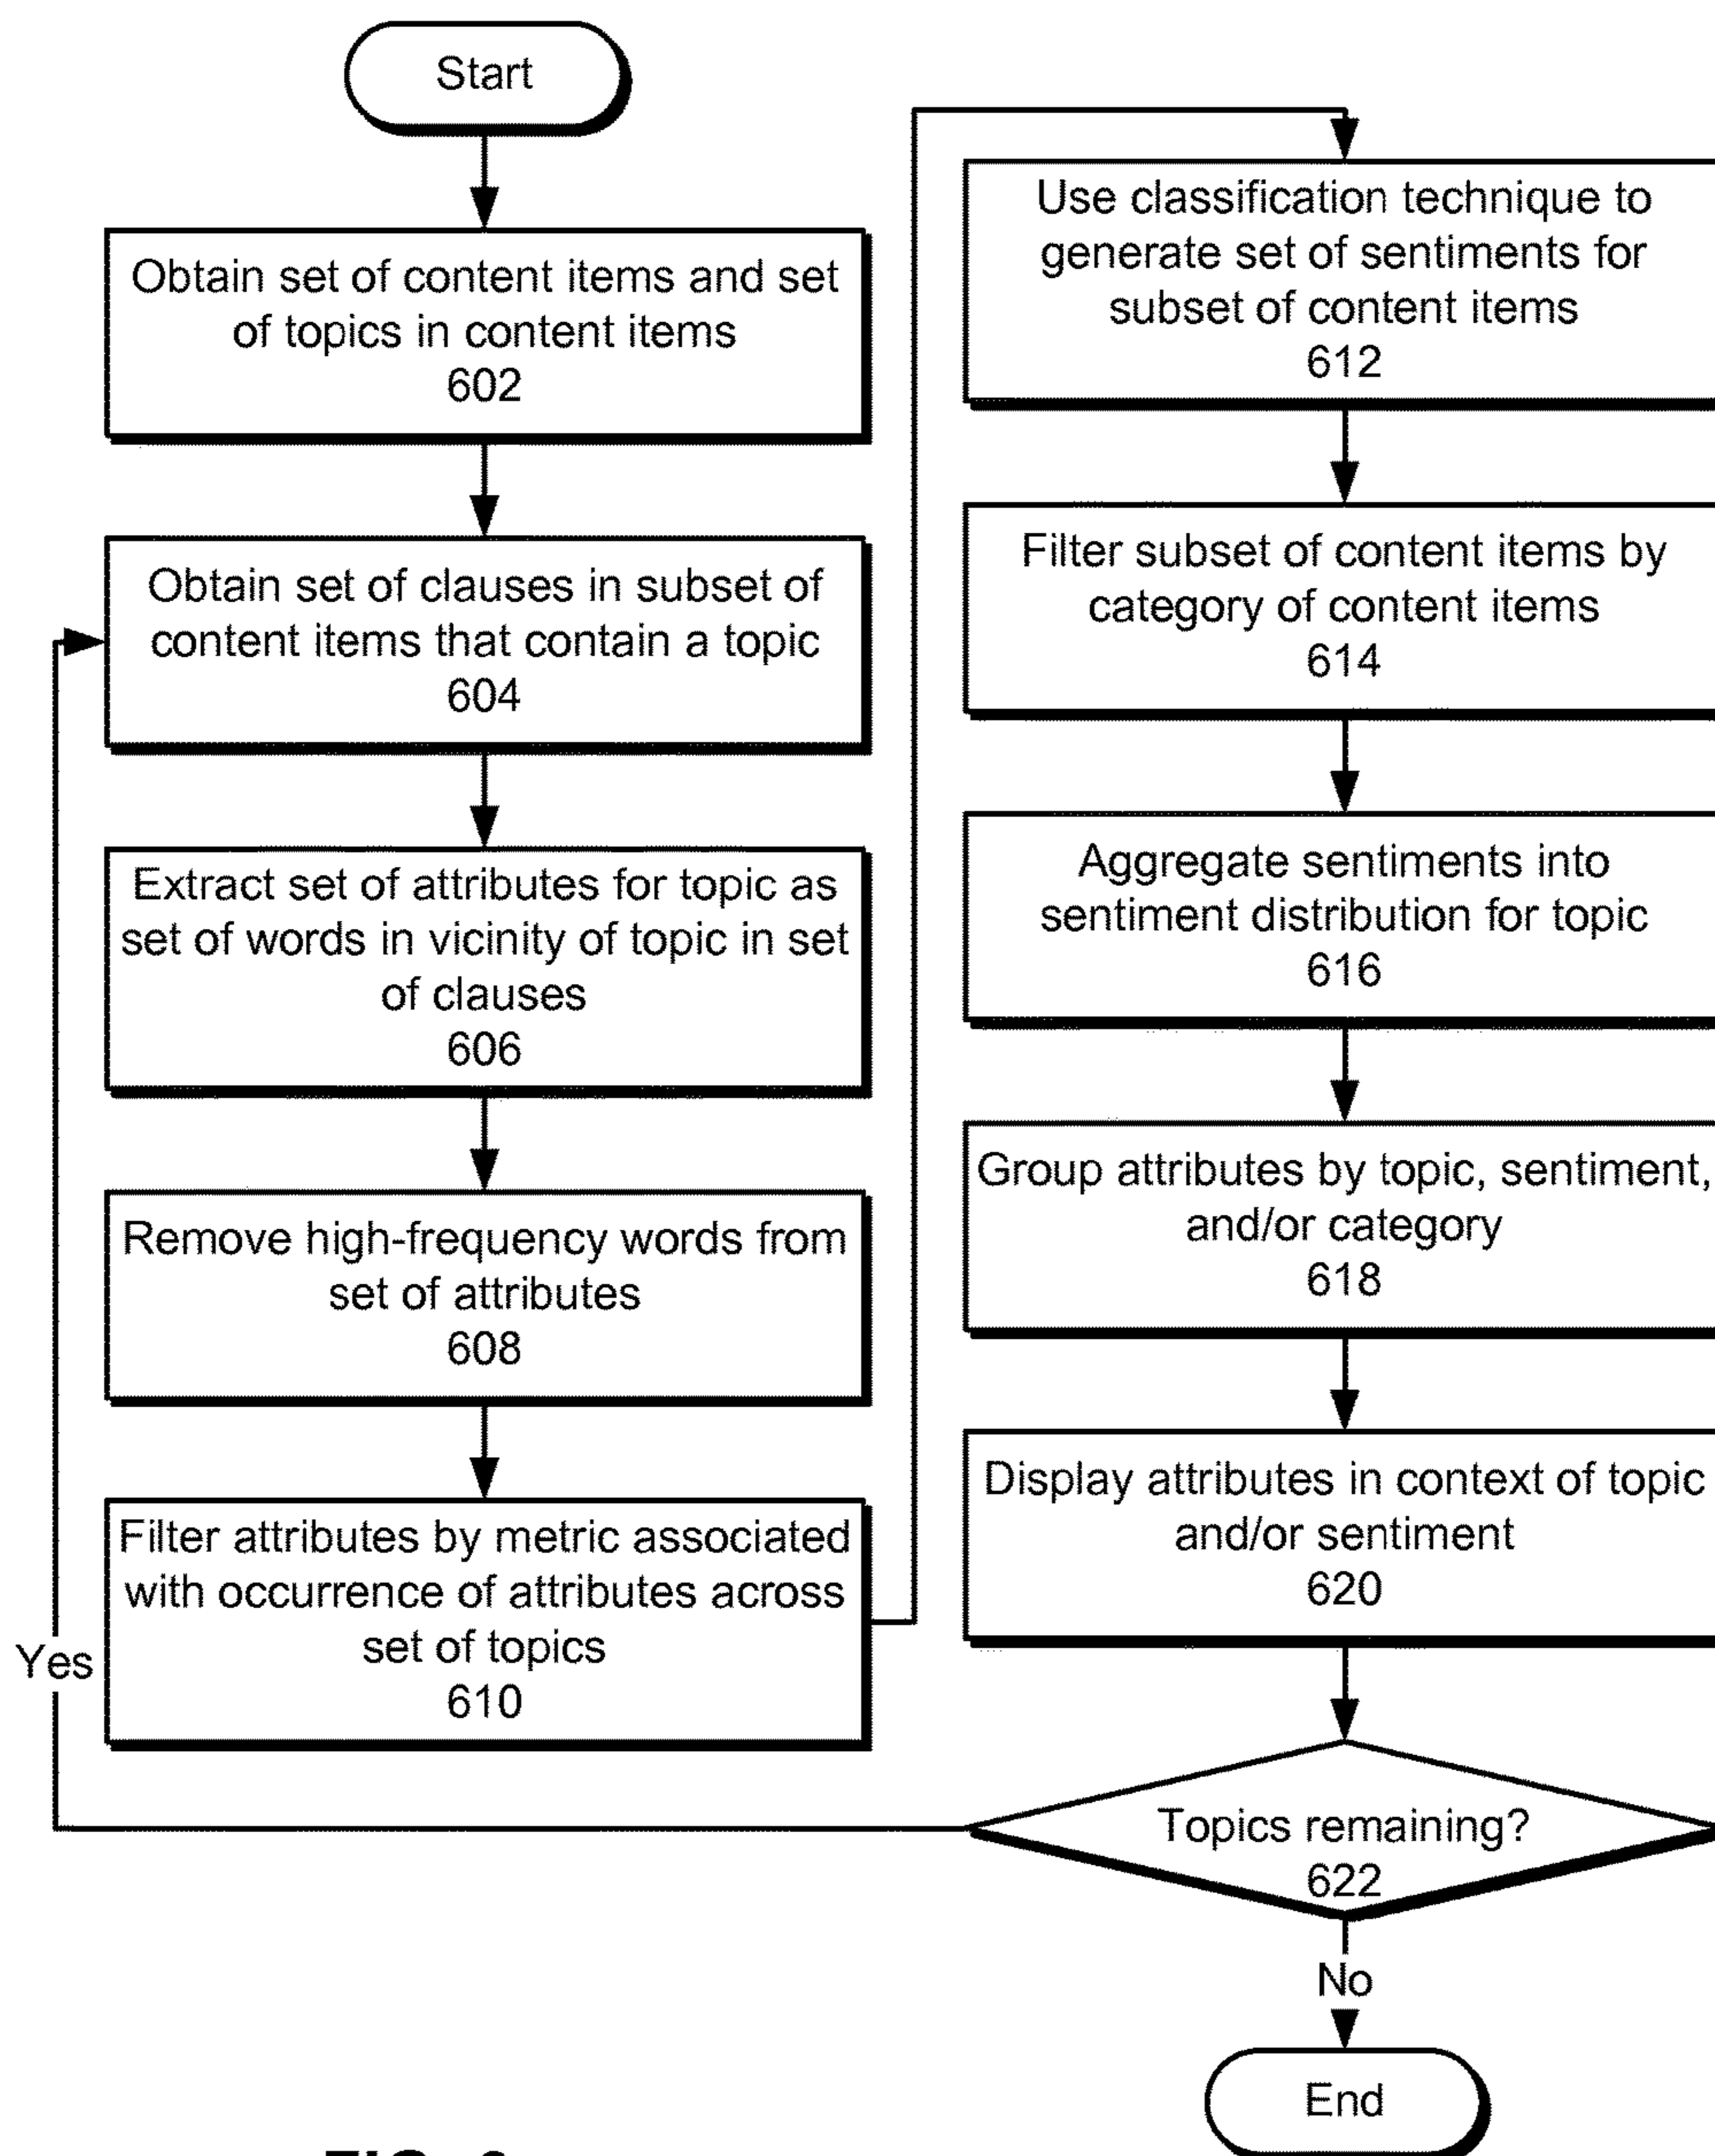 Start
Obtain set of content items and set
of topics in content items
602
Obtain set of clauses in subset of
content items that contain a topic
604
Extract set of attributes for topic as
set of words in vicinity of topic in set
of clauses
606
Remove high-frequency words from
set of attributes
608
Filter attributes by metric associated
with occurrence of attributes across
set of topics
610
Yes
Use classification technique to
generate set of sentiments for
subset of content items
612
Filter subset of content items by
category of content items
614
Aggregate sentiments into
sentiment distribution for topic
616
Group attributes by topic, sentiment,
and/or category
618
Display attributes in context of topic
and/or sentiment
620
Topics remaining?
622
No
End